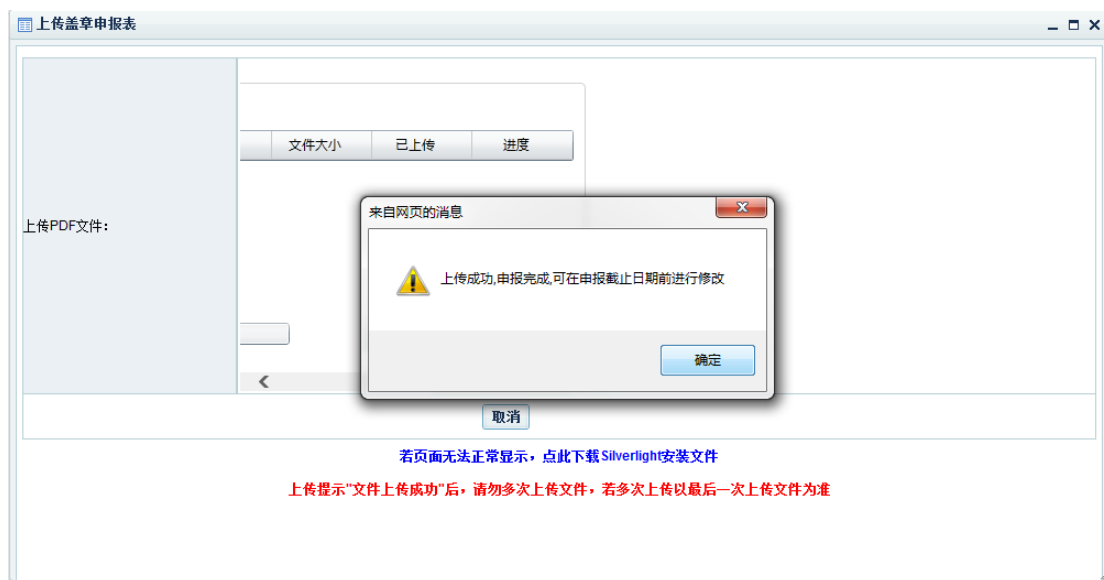 上传盖章申报表
文件大小 已上传 进度
来自网页的消息
上传PDF文件：
上传成功,申报完成,可在申报截止日期前进行修改
确定
取消
若页面无法正常显示，点此下载Silverlight安装文件
上传提示"文件上传成功"后，请勿多次上传文件，若多次上传以最后一次上传文件为准